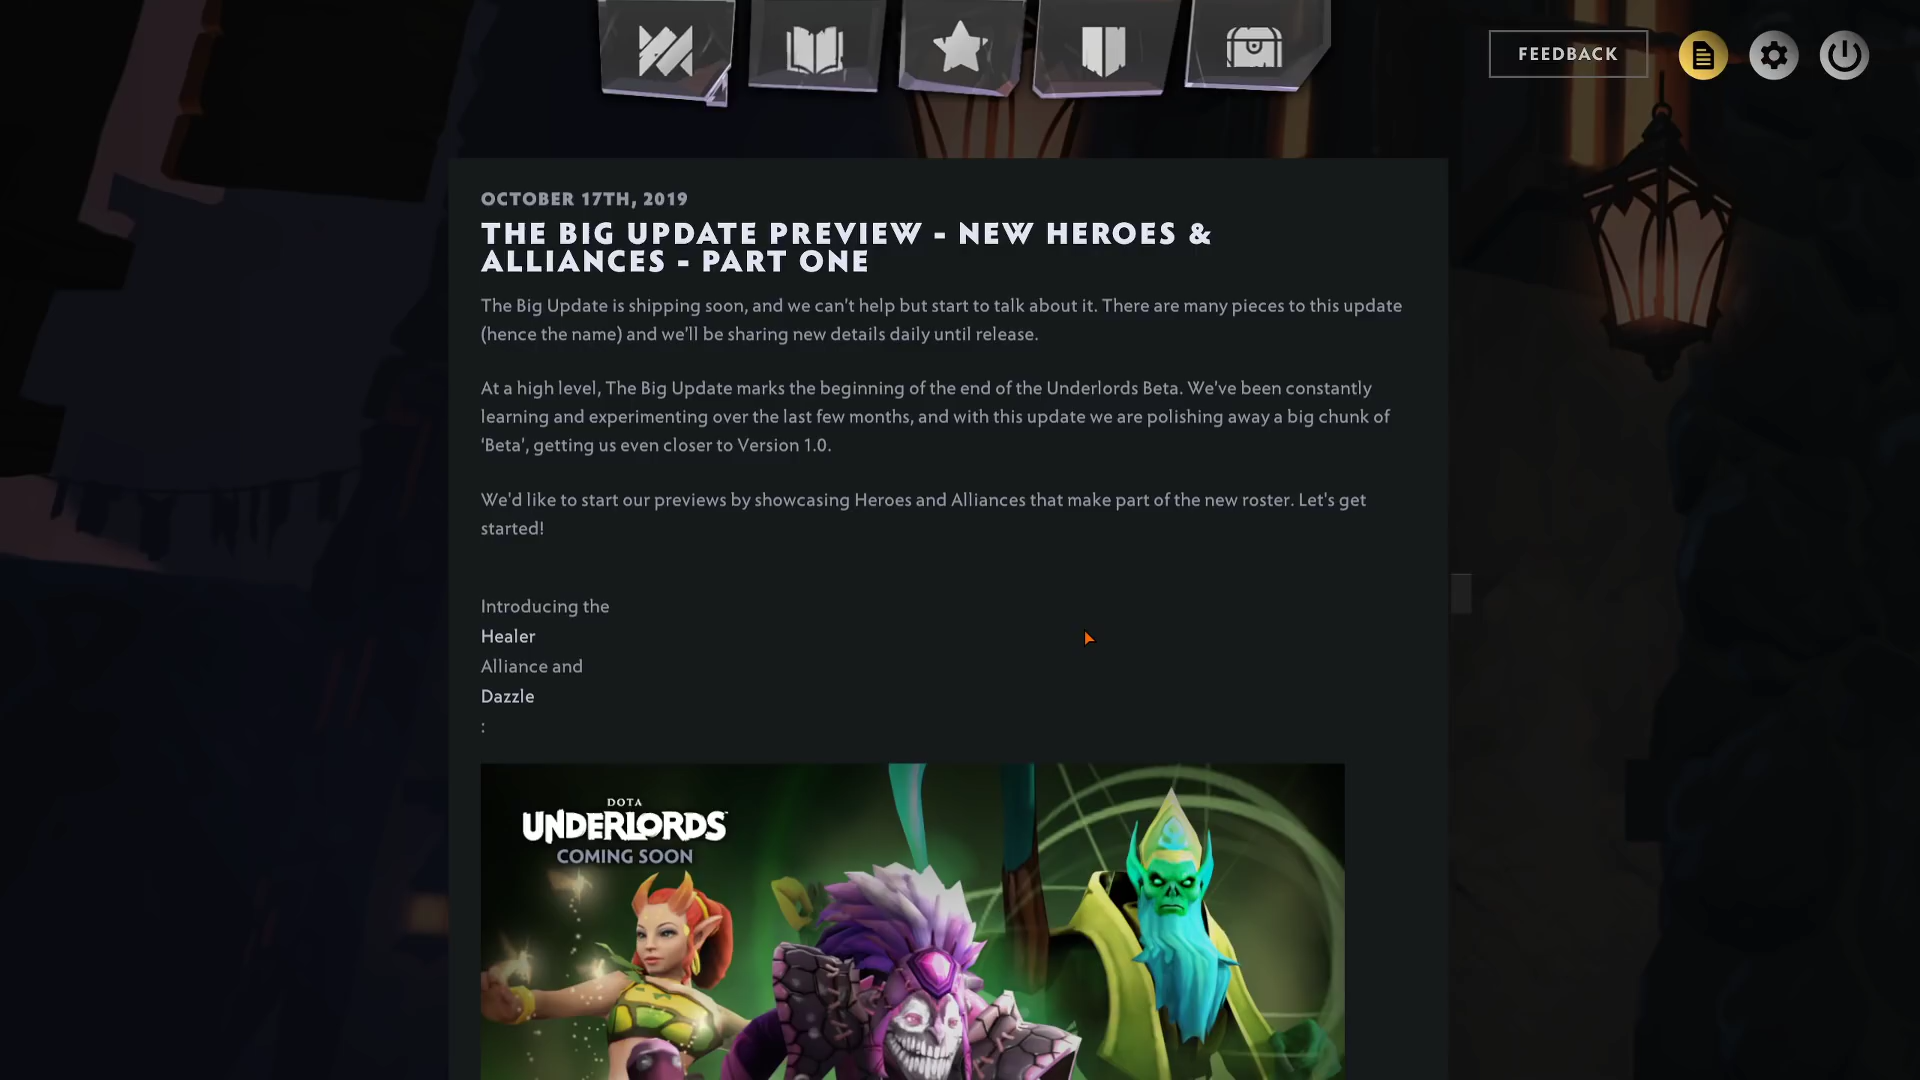 FEEDBACK
OCTOBER 17TH, 2019
THE BIG UPDATE PREVIEW - NEW HEROES &
ALLIANCES - PART ONE
The Big Update is shipping soon, and we can't help but start to talk about it. There are many pieces to this update
(hence the name) and we'll be sharing new details daily until release.
At a high level, The Big Update marks the beginning of the end of the Underlords Beta. We've been constantly
learning and experimenting over the last few months, and with this update we are polishing away a big chunk of
‘Beta’, getting us even closer to Version 1.0.
We'd like to start our previews by showcasing Heroes and Alliances that make part of the new roster. Let's get
started!
Introducing the
Healer
Alliance and
Dazzle
:
DOTA
UNDERLORDS
COMING SOON